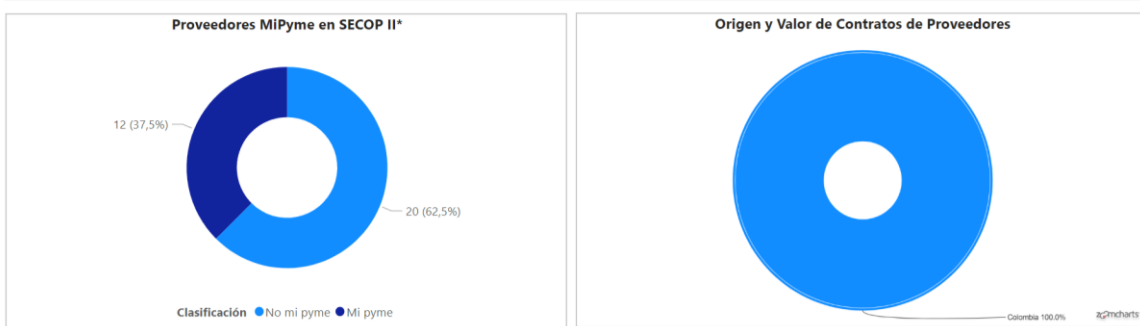 Proveedores MiPyme en SECOP II*
12 (37,5%)
20 (62,5%)
Clasificación No mi pyme Mi pyme
Origen y Valor de Contratos de Proveedores
Colombia 100.0%
zoomcharts